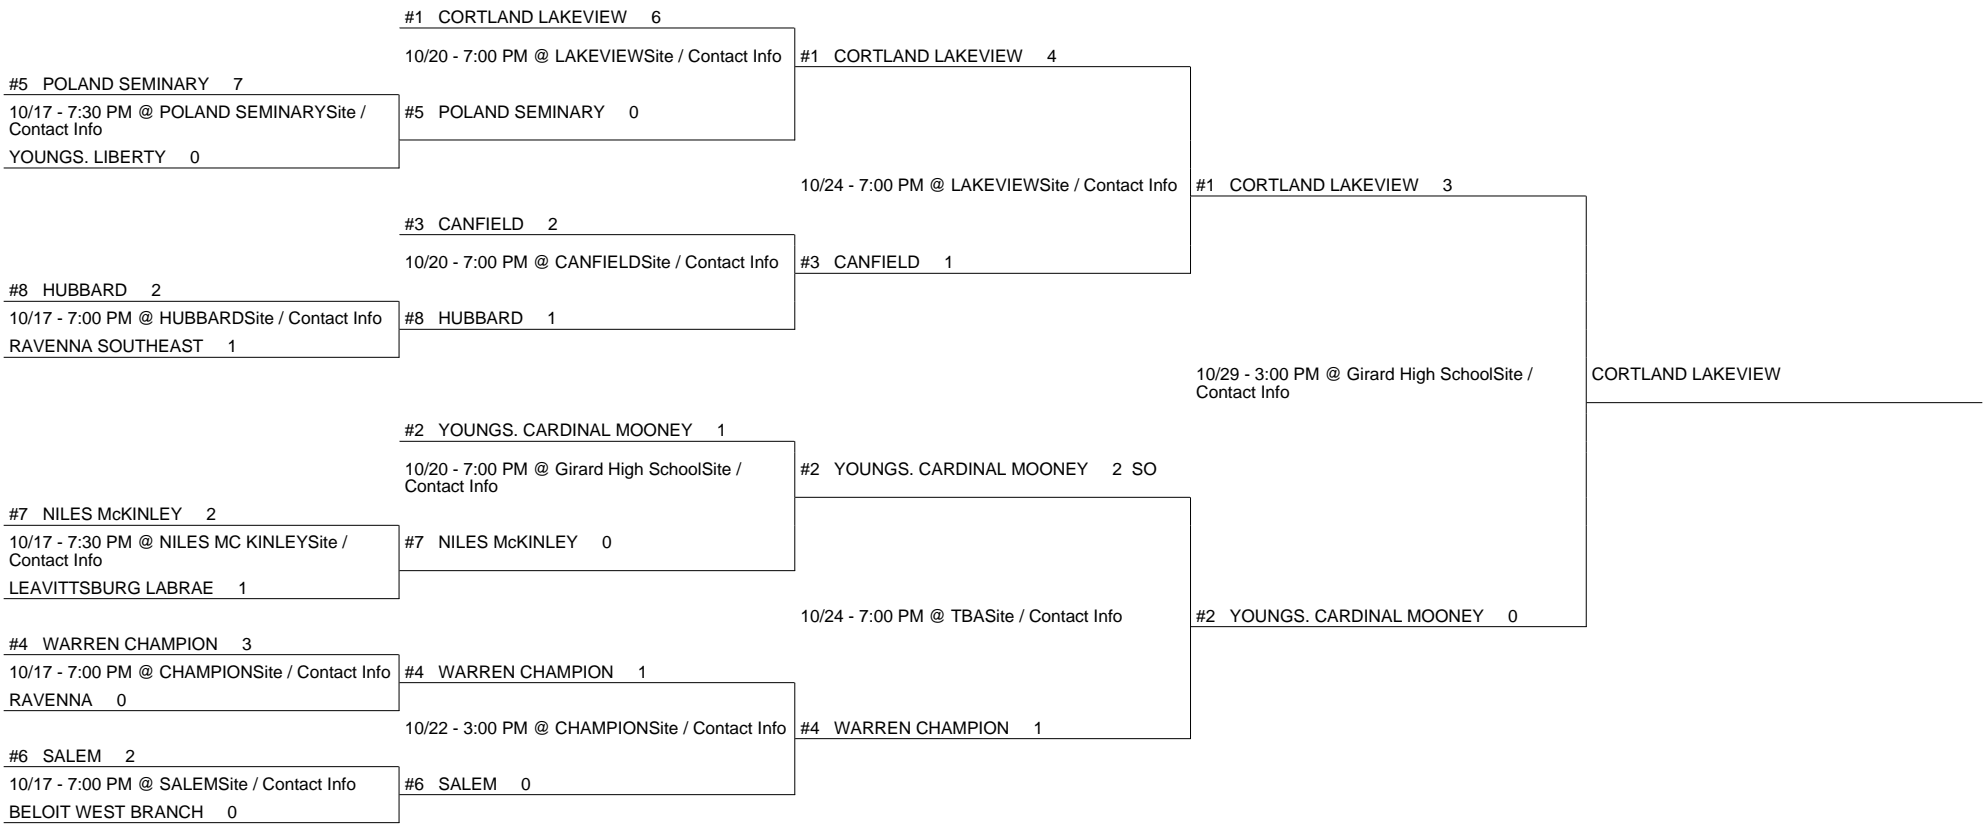 #1 CORTLAND LAKEVIEW 6
10/20 - 7:00 PM @ LAKEVIEWSite / Contact Info
#1 CORTLAND LAKEVIEW 4
#5 POLAND SEMINARY 7
10/17 - 7:30 PM @ POLAND SEMINARYSite /
Contact Info
#5 POLAND SEMINARY 0
YOUNGS. LIBERTY 0
10/24 - 7:00 PM @ LAKEVIEWSite / Contact Info
#1 CORTLAND LAKEVIEW 3
#3 CANFIELD 2
10/20 - 7:00 PM @ CANFIELDSite / Contact Info
#3 CANFIELD 1
#8 HUBBARD 2
10/17 - 7:00 PM @ HUBBARDSite / Contact Info
#8 HUBBARD 1
RAVENNA SOUTHEAST 1
10/29 - 3:00 PM @ Girard High SchoolSite /
Contact Info
CORTLAND LAKEVIEW
#2 YOUNGS. CARDINAL MOONEY 1
10/20 - 7:00 PM @ Girard High SchoolSite /
Contact Info
#2 YOUNGS. CARDINAL MOONEY 2 SO
#7 NILES McKINLEY 2
10/17 - 7:30 PM @ NILES MC KINLEYSite /
Contact Info
#7 NILES McKINLEY 0
LEAVITTSBURG LABRAE 1
10/24 - 7:00 PM @ TBASite / Contact Info
#2 YOUNGS. CARDINAL MOONEY 0
#4 WARREN CHAMPION 3
10/17 - 7:00 PM @ CHAMPIONSite / Contact Info
#4 WARREN CHAMPION 1
RAVENNA 0
10/22 - 3:00 PM @ CHAMPIONSite / Contact Info
#4 WARREN CHAMPION 1
#6 SALEM 2
10/17 - 7:00 PM @ SALEMSite / Contact Info
#6 SALEM 0
BELOIT WEST BRANCH 0